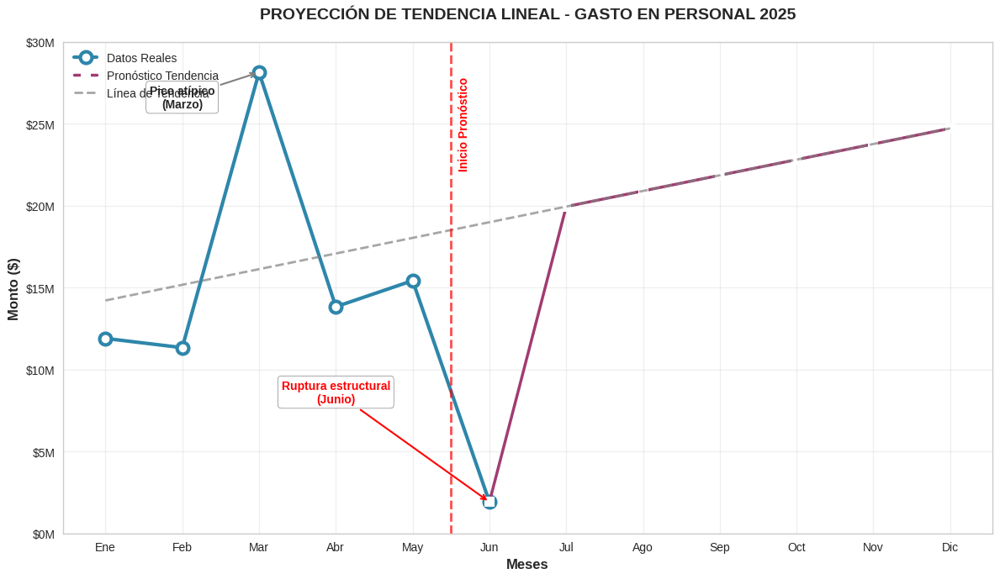 PROYECCIÓN DE TENDENCIA LINEAL - GASTO EN PERSONAL 2025
$30M
$25M
$20M
$15M
$10M
$5M
$0M
Monto ($)
Datos Reales
Pronóstico Tendencia
Línea de Tendencia
Pico atípico
(Marzo)
Inicio Pronóstico
Ruptura estructural
(Junio)
Ene
Feb
Mar
Abr
May
Jun
Jul
Ago
Sep
Oct
Nov
Dic
Meses